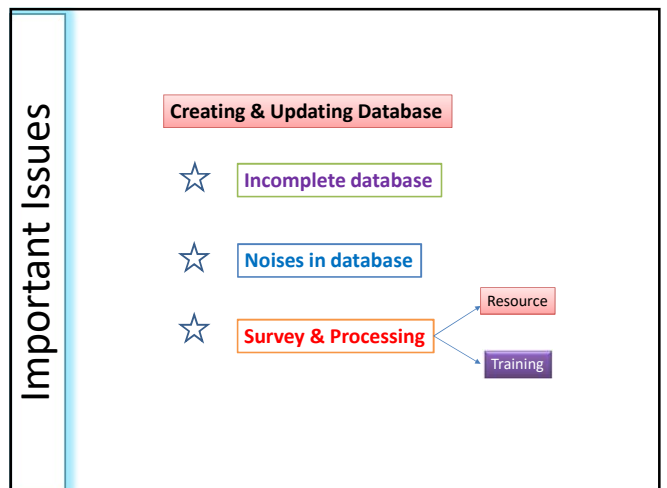 Important Issues
Creating & Updating Database
Incomplete database
Noises in database
Survey & Processing
Resource
Training